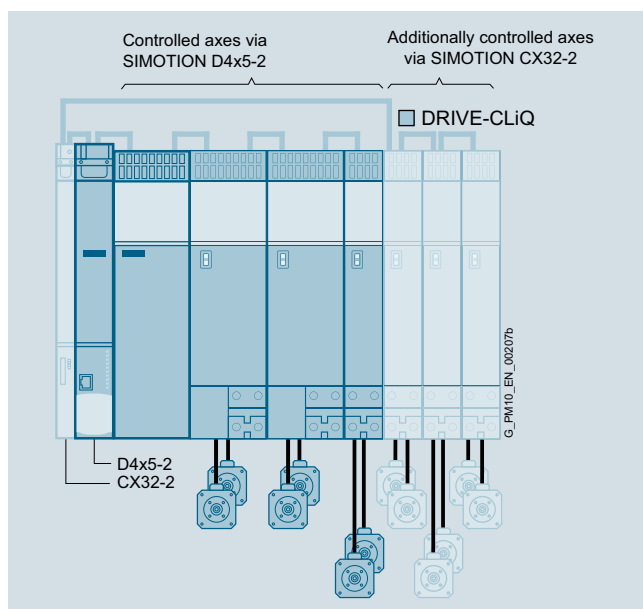 Controlled axes via
SIMOTION D4x5-2
Additionally controlled axes
via SIMOTION CX32-2
DRIVE-CLiQ
G_PM10_EN_00207b
D4x5-2
CX32-2